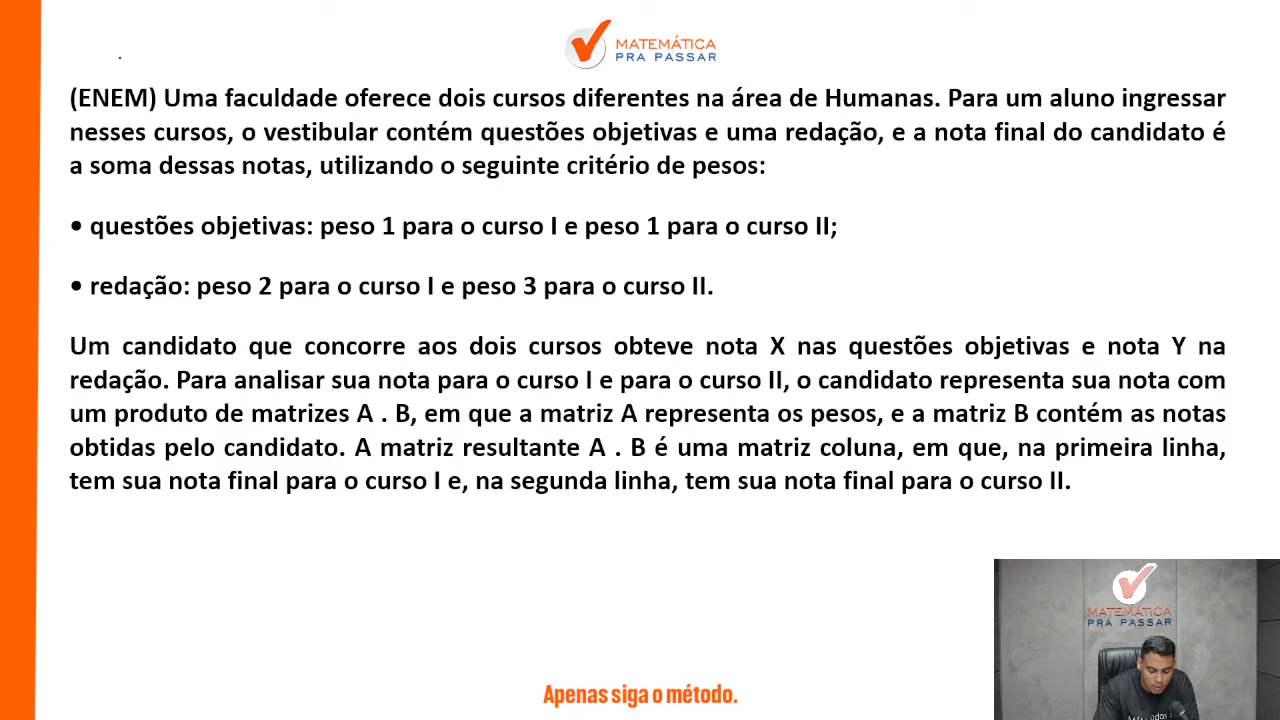 MATEMÁTICA
PRA PASSAR
(ENEM) Uma faculdade oferece dois cursos diferentes na área de Humanas. Para um aluno ingressar
nesses cursos, o vestibular contém questões objetivas e uma redação, e a nota final do candidato é
a soma dessas notas, utilizando o seguinte critério de pesos:
• questões objetivas: peso 1 para o curso I e peso 1 para o curso II;
• redação: peso 2 para o curso I e peso 3 para o curso II.
Um candidato que concorre aos dois cursos obteve nota X nas questões objetivas e nota Y na
redação. Para analisar sua nota para o curso I e para o curso II, o candidato representa sua nota com
um produto de matrizes A . B, em que a matriz A representa os pesos, e a matriz B contém as notas
obtidas pelo candidato. A matriz resultante A . B é uma matriz coluna, em que, na primeira linha,
tem sua nota final para o curso I e, na segunda linha, tem sua nota final para o curso II.
MATEMÁTICA
PRA PASSAR
Apenas siga o método.